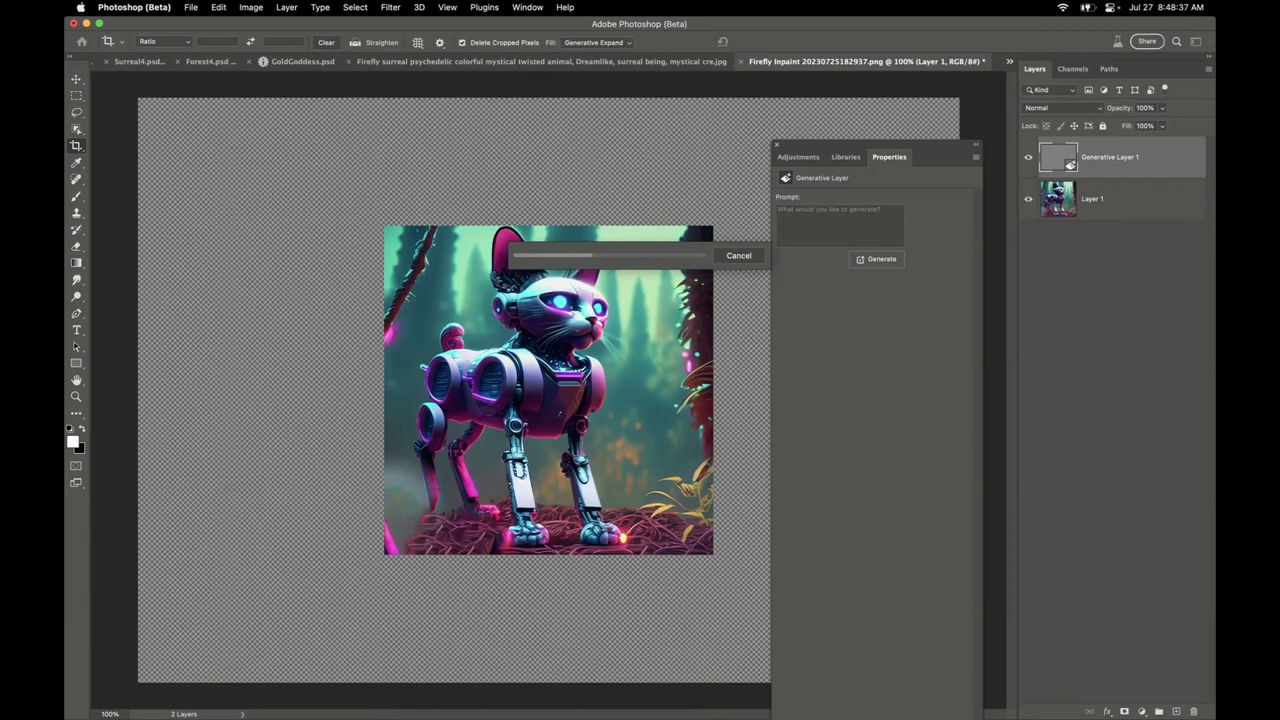 Photoshop (Beta) File Edit Image Layer Type Select Filter 3D View Plugins Window Help Jul 27 8:48:37 AM
Adobe Photoshop (Beta)
Ratio Clear Straighten Delete Cropped Pixels Fill: Generative Expand Share
Surreal4.psd... × Forest4.psd ... × GoldGoddess.psd × Firefly surreal psychedelic colorful mystical twisted animal, Dreamlike, surreal being, mystical cre.jpg × Firefly Inpaint 20230725182937.png @ 100% (Layer 1, RGB/8#) *
Layers Channels Paths
Kind
Normal Opacity: 100%
Lock: Fill: 100%
Generative Layer 1
Layer 1
Adjustments Libraries Properties
Generative Layer
Prompt:
What would you like to generate?
Generate
Cancel
100% 2 Layers